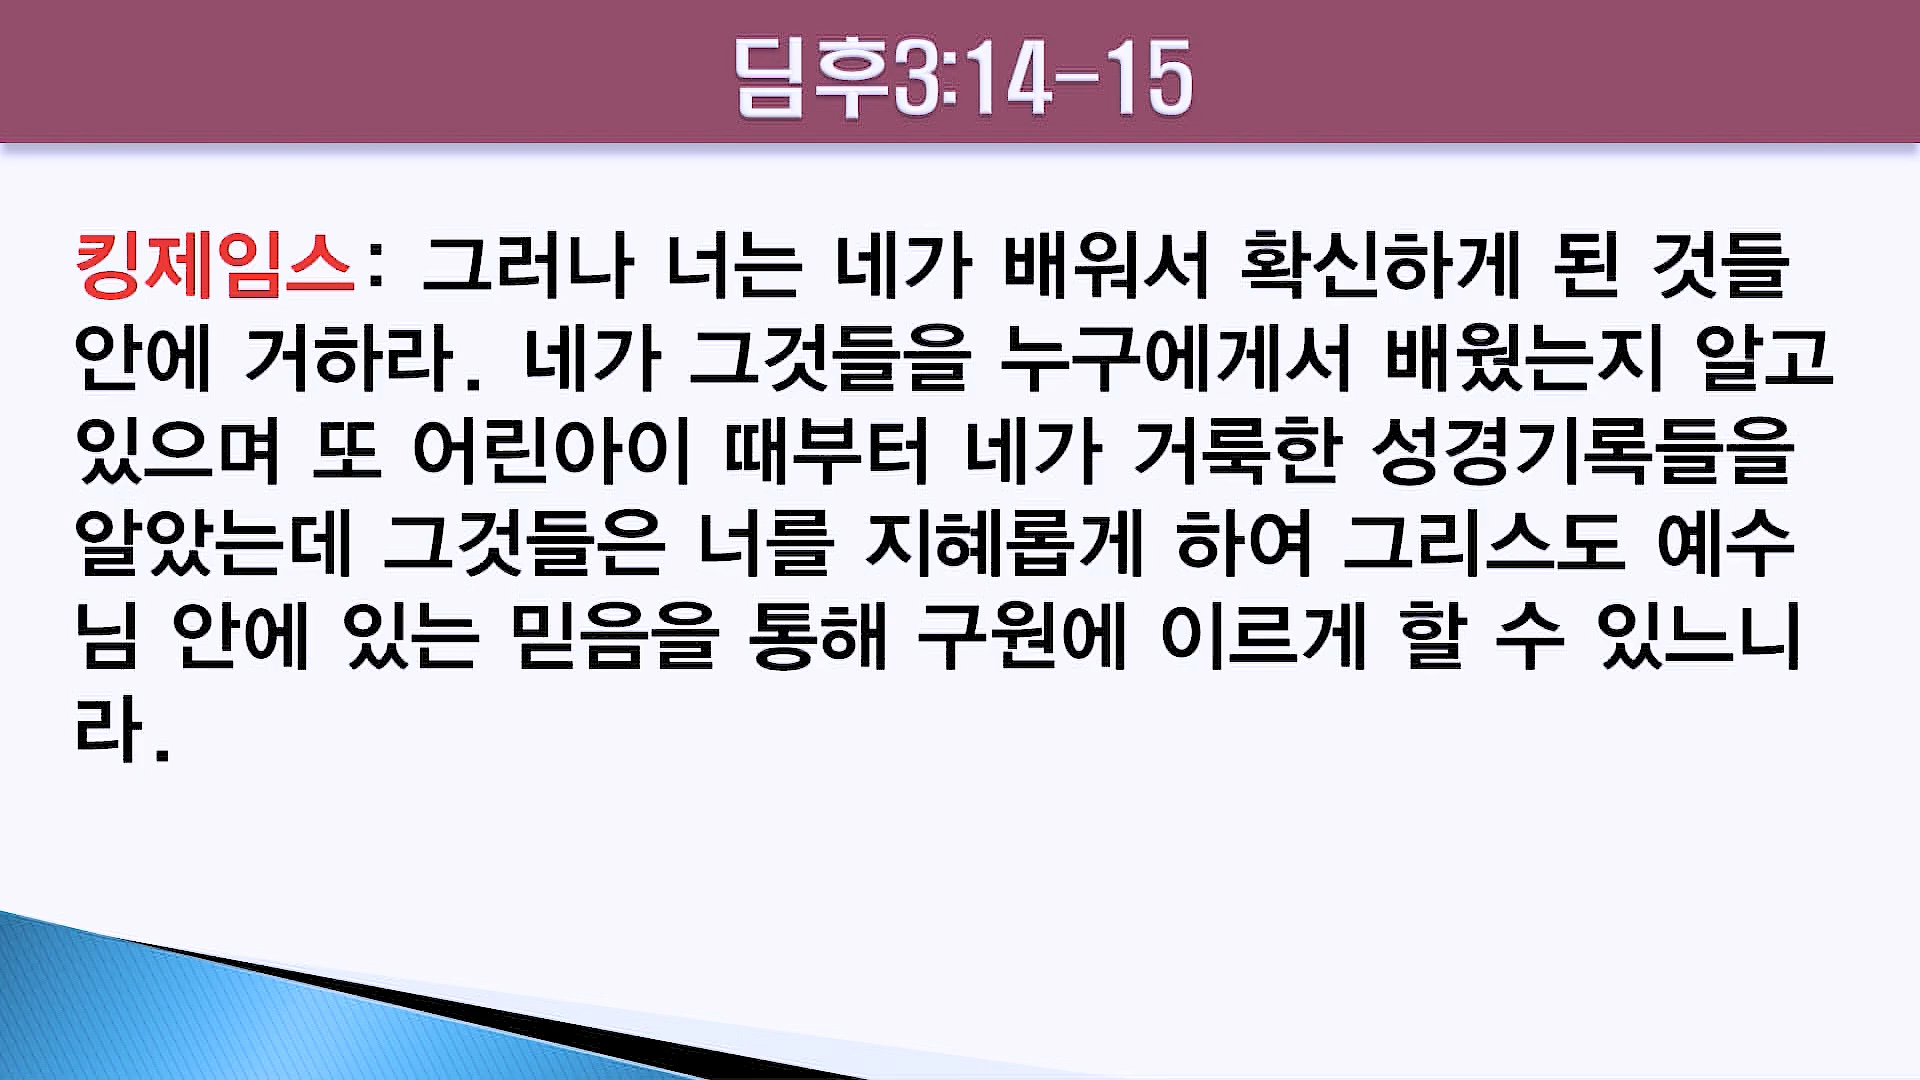 딤후3:14-15
킹제임스: 그러나 너는 네가 배워서 확신하게 된 것들
안에 거하라. 네가 그것들을 누구에게서 배웠는지 알고
있으며 또 어린아이 때부터 네가 거룩한 성경기록들을
알았는데 그것들은 너를 지혜롭게 하여 그리스도 예수
님 안에 있는 믿음을 통해 구원에 이르게 할 수 있느니
라.